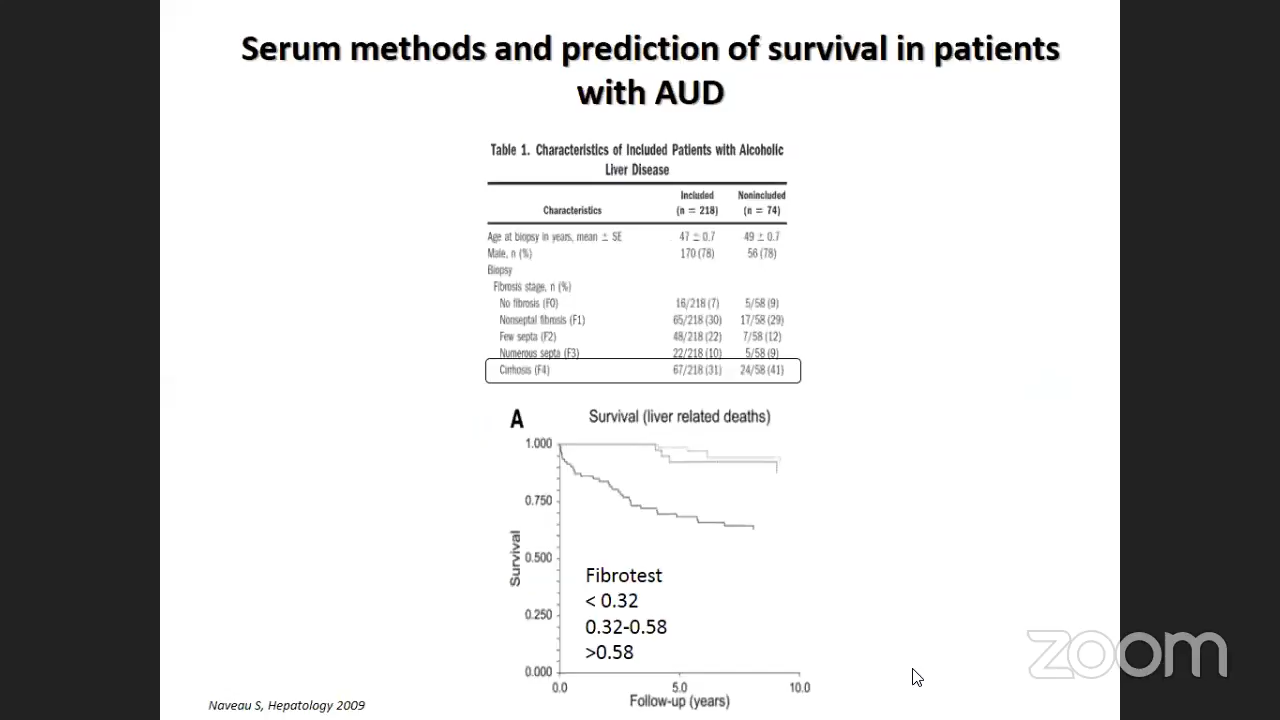 Serum methods and prediction of survival in patients
with AUD
Table 1. Characteristics of Included Patients with Alcoholic
Liver Disease
Included Nonincluded
Characteristics (n = 218) (n = 74)
Age at biopsy in years, mean ± SE 47 ± 0.7 49 ± 0.7
Male, n (%) 170 (78) 56 (78)
Biopsy
Fibrosis stage, n (%)
No fibrosis (F0) 16/218 (7) 5/58 (9)
Nonseptal fibrosis (F1) 65/218 (30) 17/58 (29)
Few septa (F2) 48/218 (22) 7/58 (12)
Numerous septa (F3) 22/218 (10) 5/58 (9)
Cirrhosis (F4) 67/218 (31) 24/58 (41)
A Survival (liver related deaths)
1.000
0.750
0.500
0.250
0.000
Survival
Fibrotest
< 0.32
0.32-0.58
>0.58
0.0 5.0 10.0
Follow-up (years)
Naveau S, Hepatology 2009
zoom